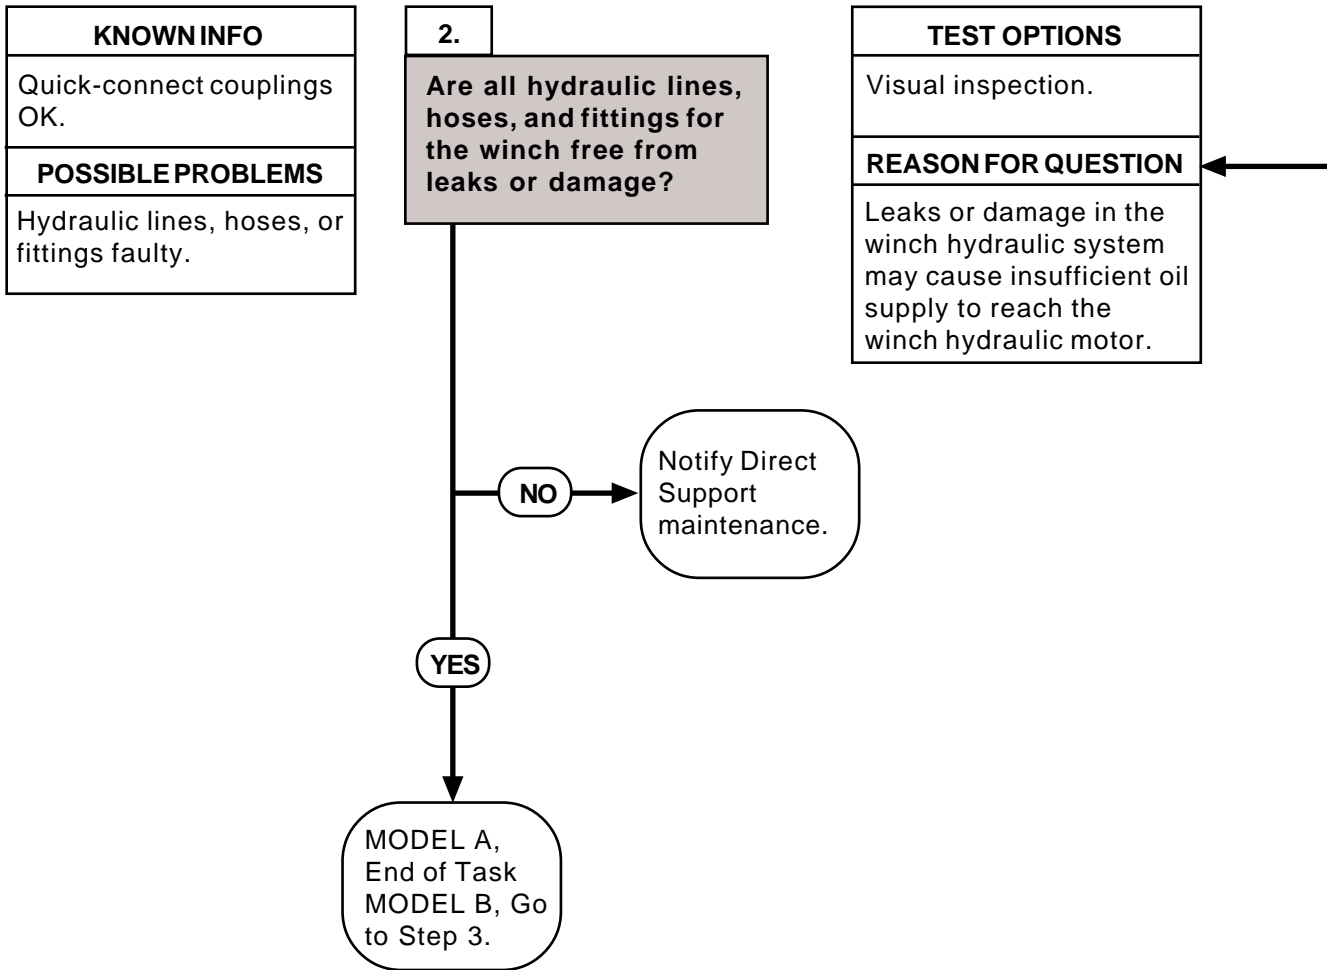 KNOWN INFO
Quick-connect couplings
OK.
POSSIBLE PROBLEMS
Hydraulic lines, hoses, or
fittings faulty.
2.
Are all hydraulic lines,
hoses, and fittings for
the winch free from
leaks or damage?
TEST OPTIONS
Visual inspection.
REASON FOR QUESTION
Leaks or damage in the
winch hydraulic system
may cause insufficient oil
supply to reach the
winch hydraulic motor.
NO
Notify Direct
Support
maintenance.
YES
MODEL A,
End of Task
MODEL B, Go
to Step 3.